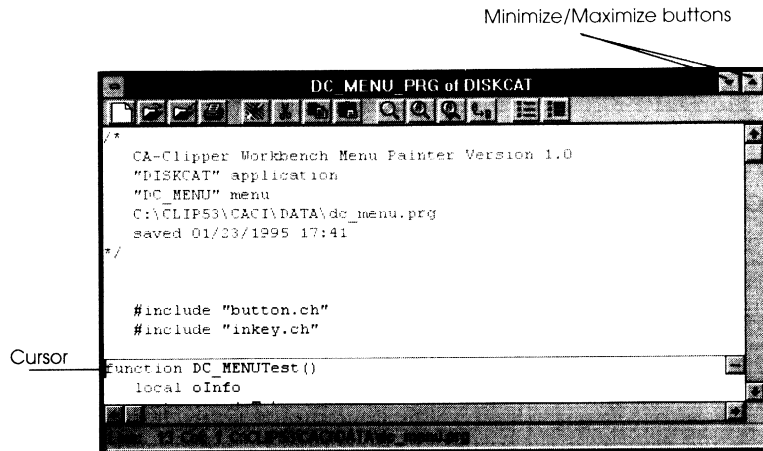 Minimize/Maximize buttons
DC_MENU_PRG of DISKCAT
/*
CA-Clipper Workbench Menu Painter Version 1.0
"DISKCAT" application
"DC_MENU" menu
C:\CLIP53\CACI\DATA\dc_menu.prg
saved 01/23/1995 17:41
*/
#include "button.ch"
#include "inkey.ch"
Cursor
function DC_MENUTest()
local oInfo